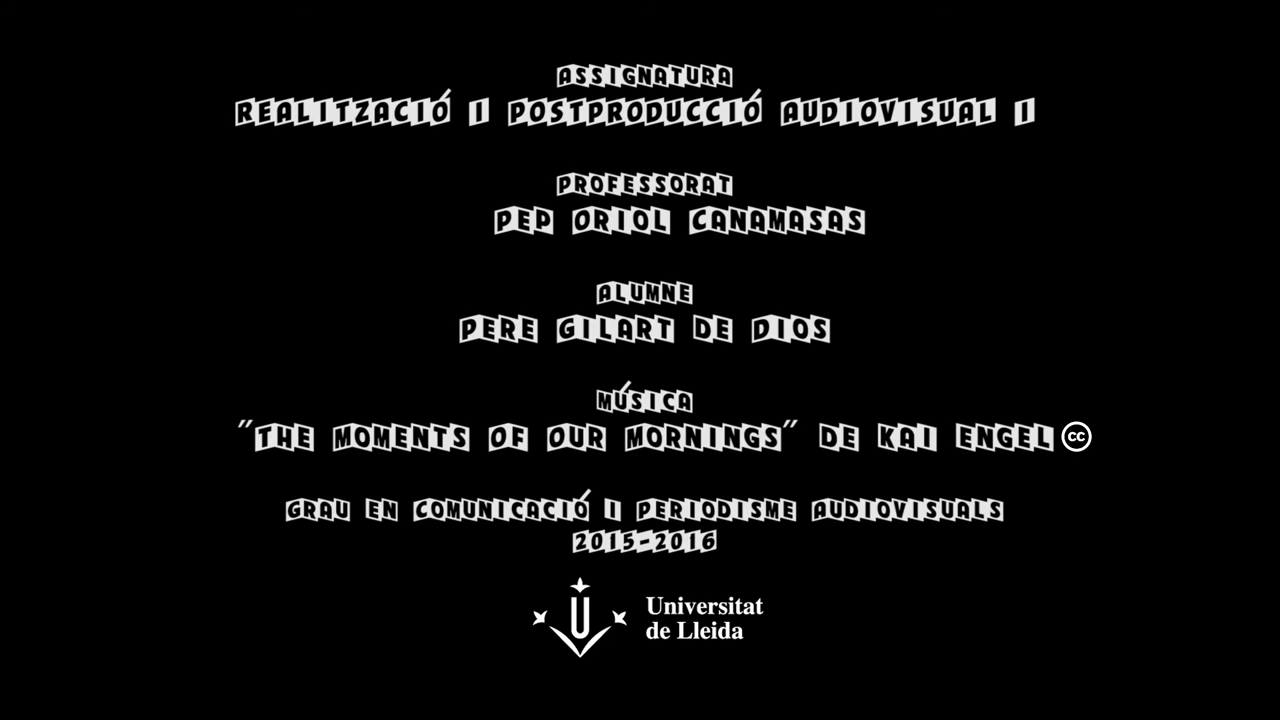 ASSIGNATURA
REALITZACIÓ I POSTPRODUCCIÓ AUDIOVISUAL I
PROFESSORAT
PEP ORIOL CANAMASAS
ALUMNE
PERE GILART DE DIOS
MÚSICA
"THE MOMENTS OF OUR MORNINGS" DE KAI ENGEL cc
GRAU EN COMUNICACIÓ I PERIODISME AUDIOVISUALS
2015-2016
Universitat
de Lleida